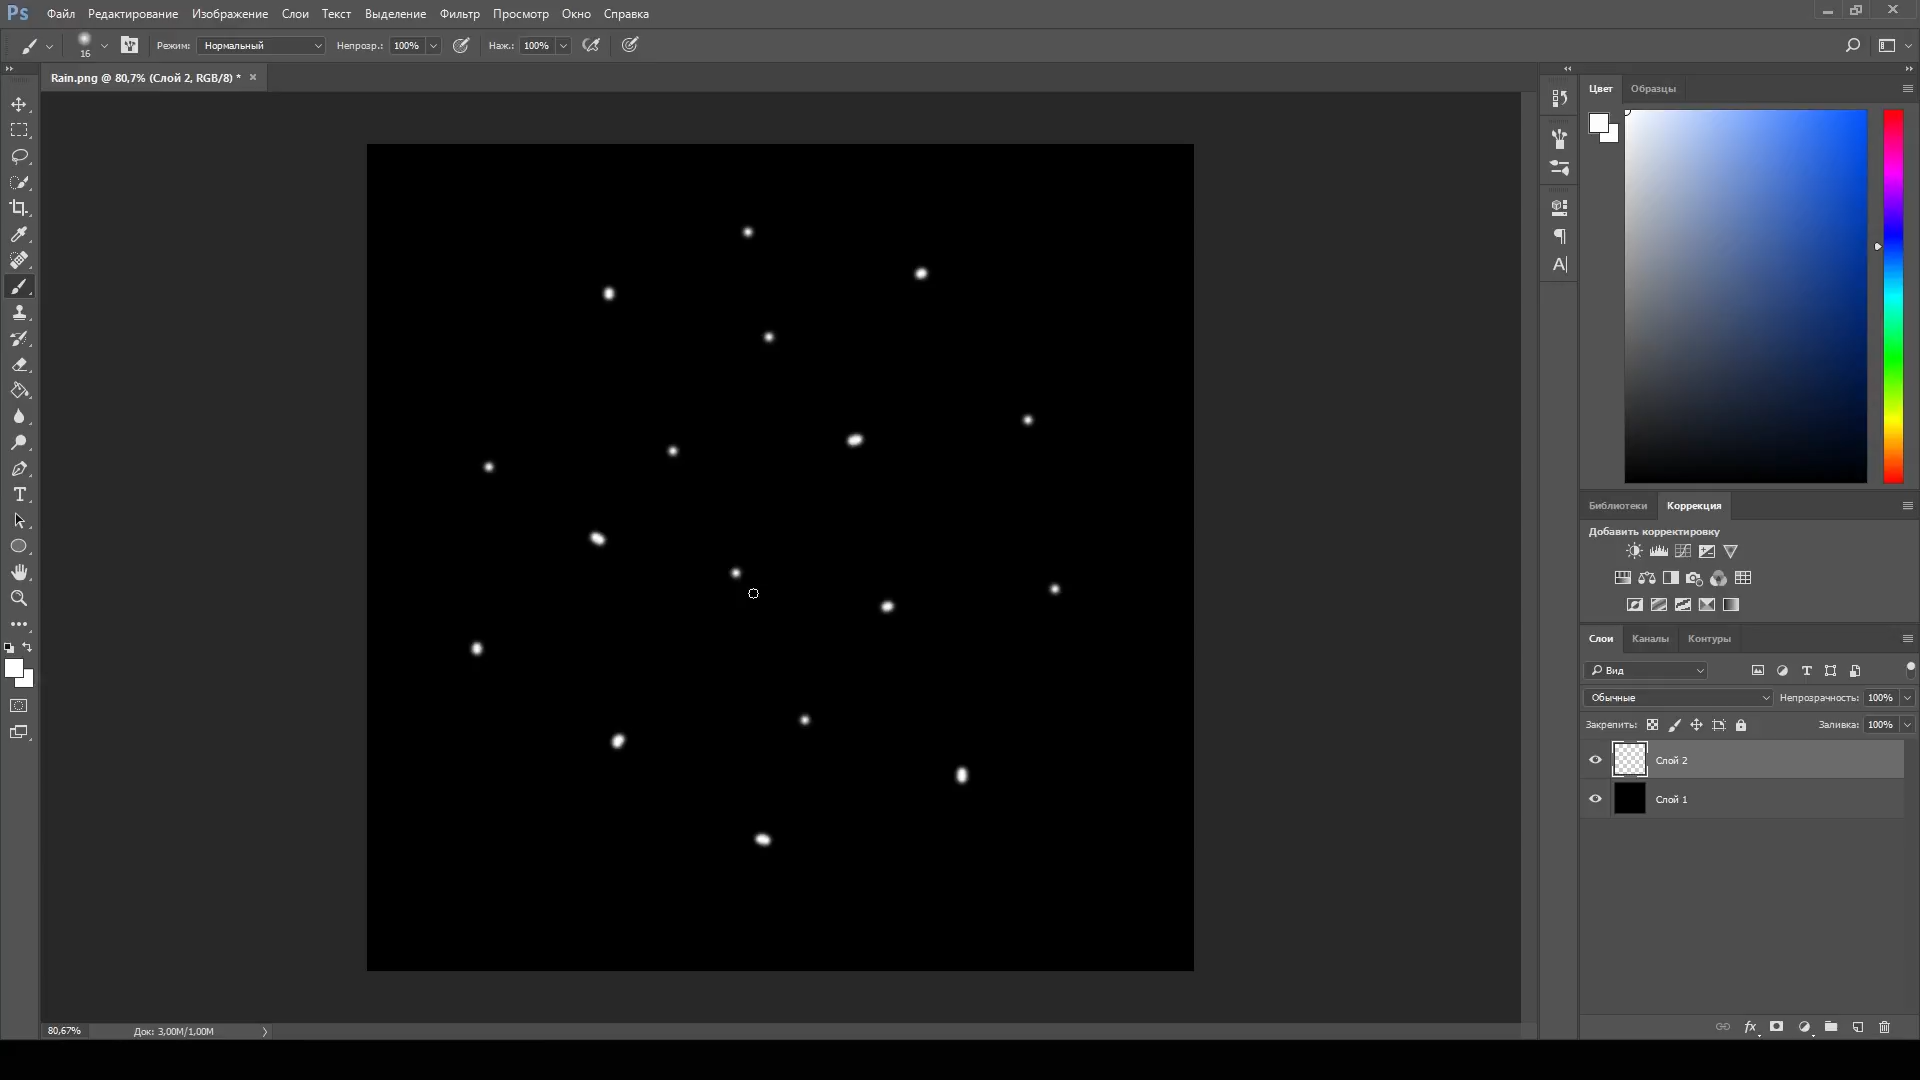 Ps Файл Редактирование Изображение Слои Текст Выделение Фильтр Просмотр Окно Справка
16 Режим: Нормальный Непрозр.: 100% Наж.: 100%
Rain.png @ 80,7% (Слой 2, RGB/8) *
Цвет Образцы
Библиотеки Коррекция
Добавить корректировку
Слои Каналы Контуры
Вид
Обычные Непрозрачность: 100%
Закрепить: Заливка: 100%
Слой 2
Слой 1
fx
80,67% Док: 3,00M/1,00M